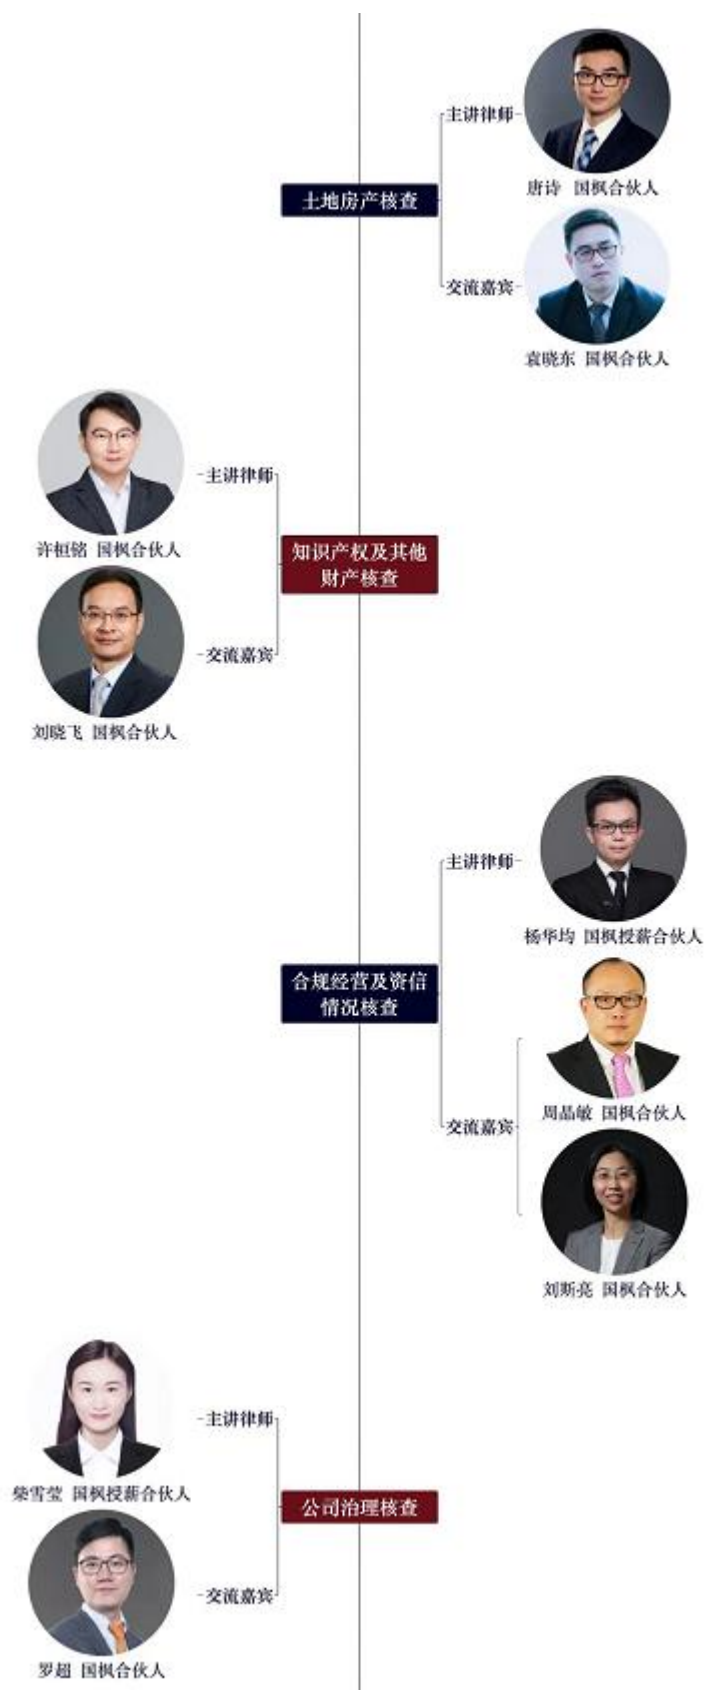 主讲律师
唐诗 国枫合伙人
土地房产核查
交流嘉宾
袁晓东 国枫合伙人
主讲律师
许桓铭 国枫合伙人
知识产权及其他
财产核查
交流嘉宾
刘晓飞 国枫合伙人
主讲律师
杨华均 国枫授薪合伙人
合规经营及资信
情况核查
周晶敏 国枫合伙人
交流嘉宾
刘斯亮 国枫合伙人
主讲律师
柴雪莹 国枫授薪合伙人
公司治理核查
交流嘉宾
罗超 国枫合伙人